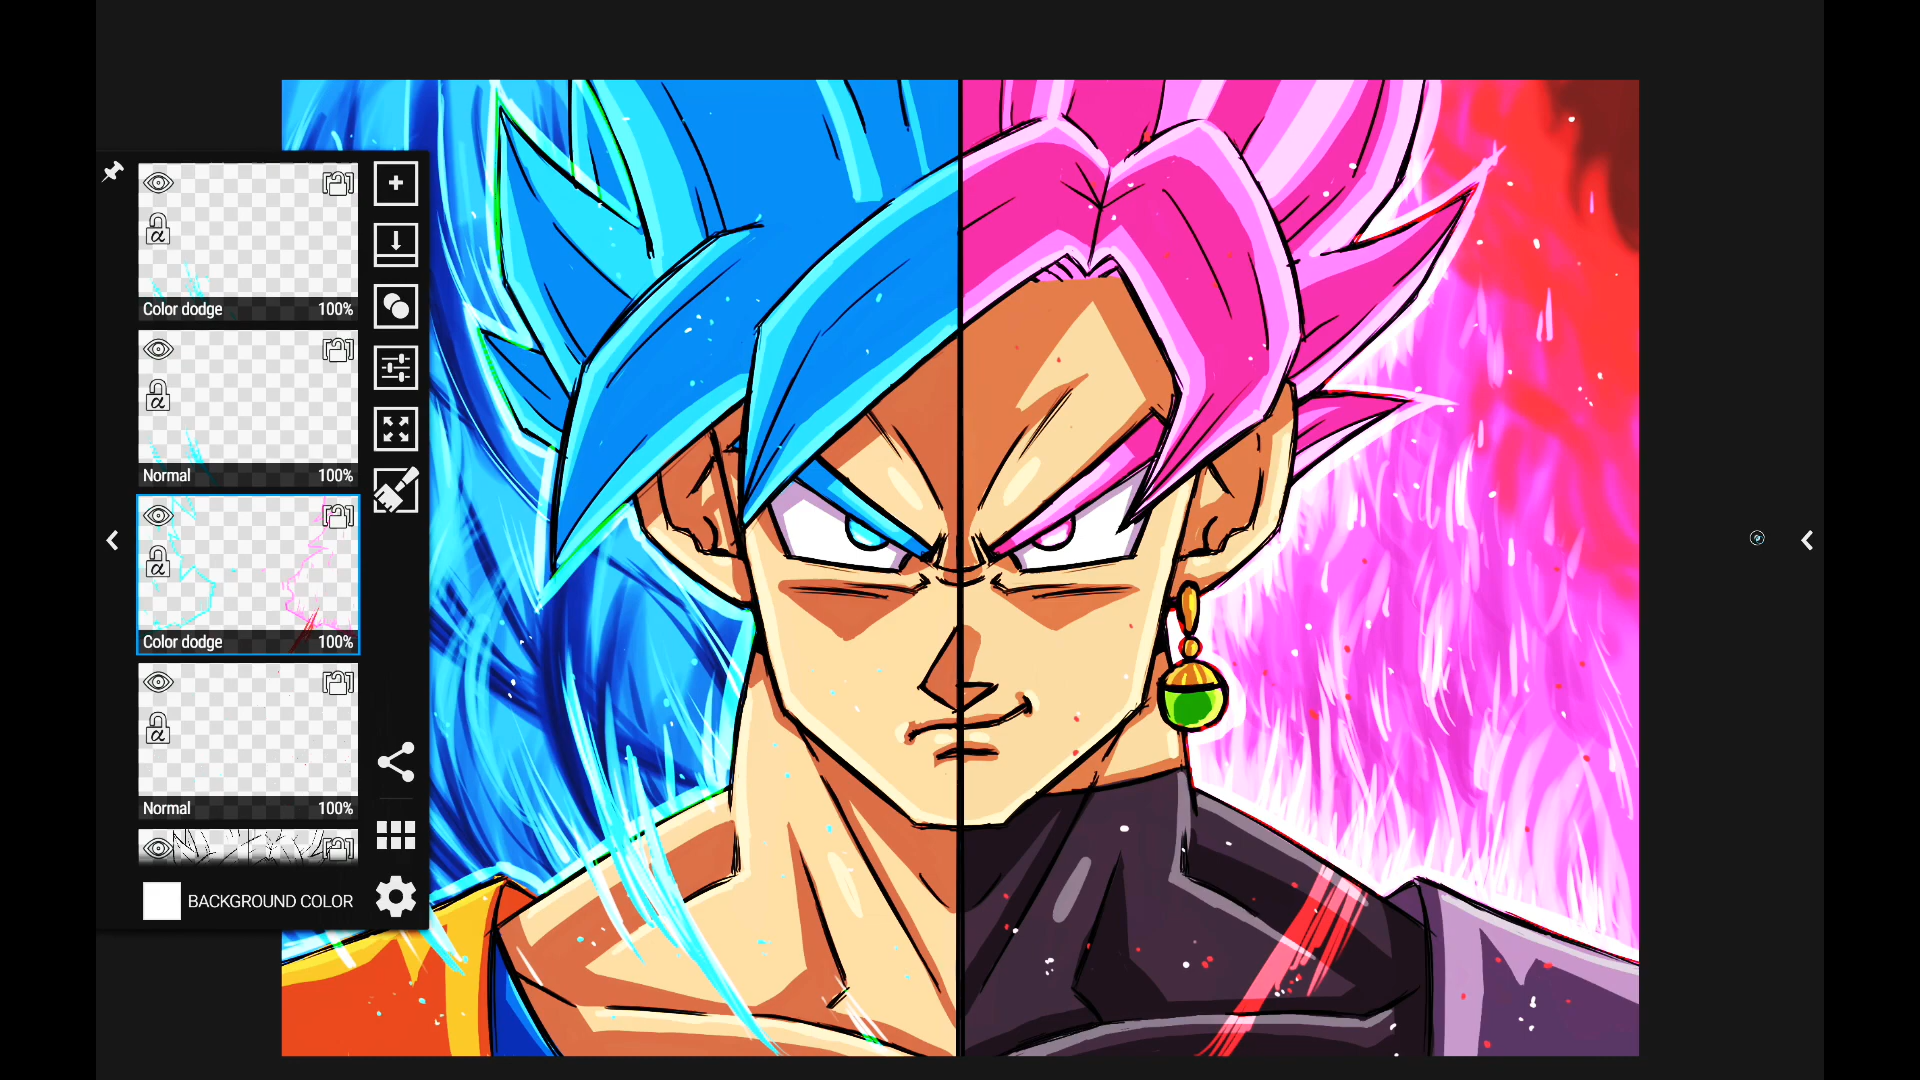 Color dodge 100%
α
Normal 100%
α
Color dodge 100%
α
Normal 100%
α
BACKGROUND COLOR